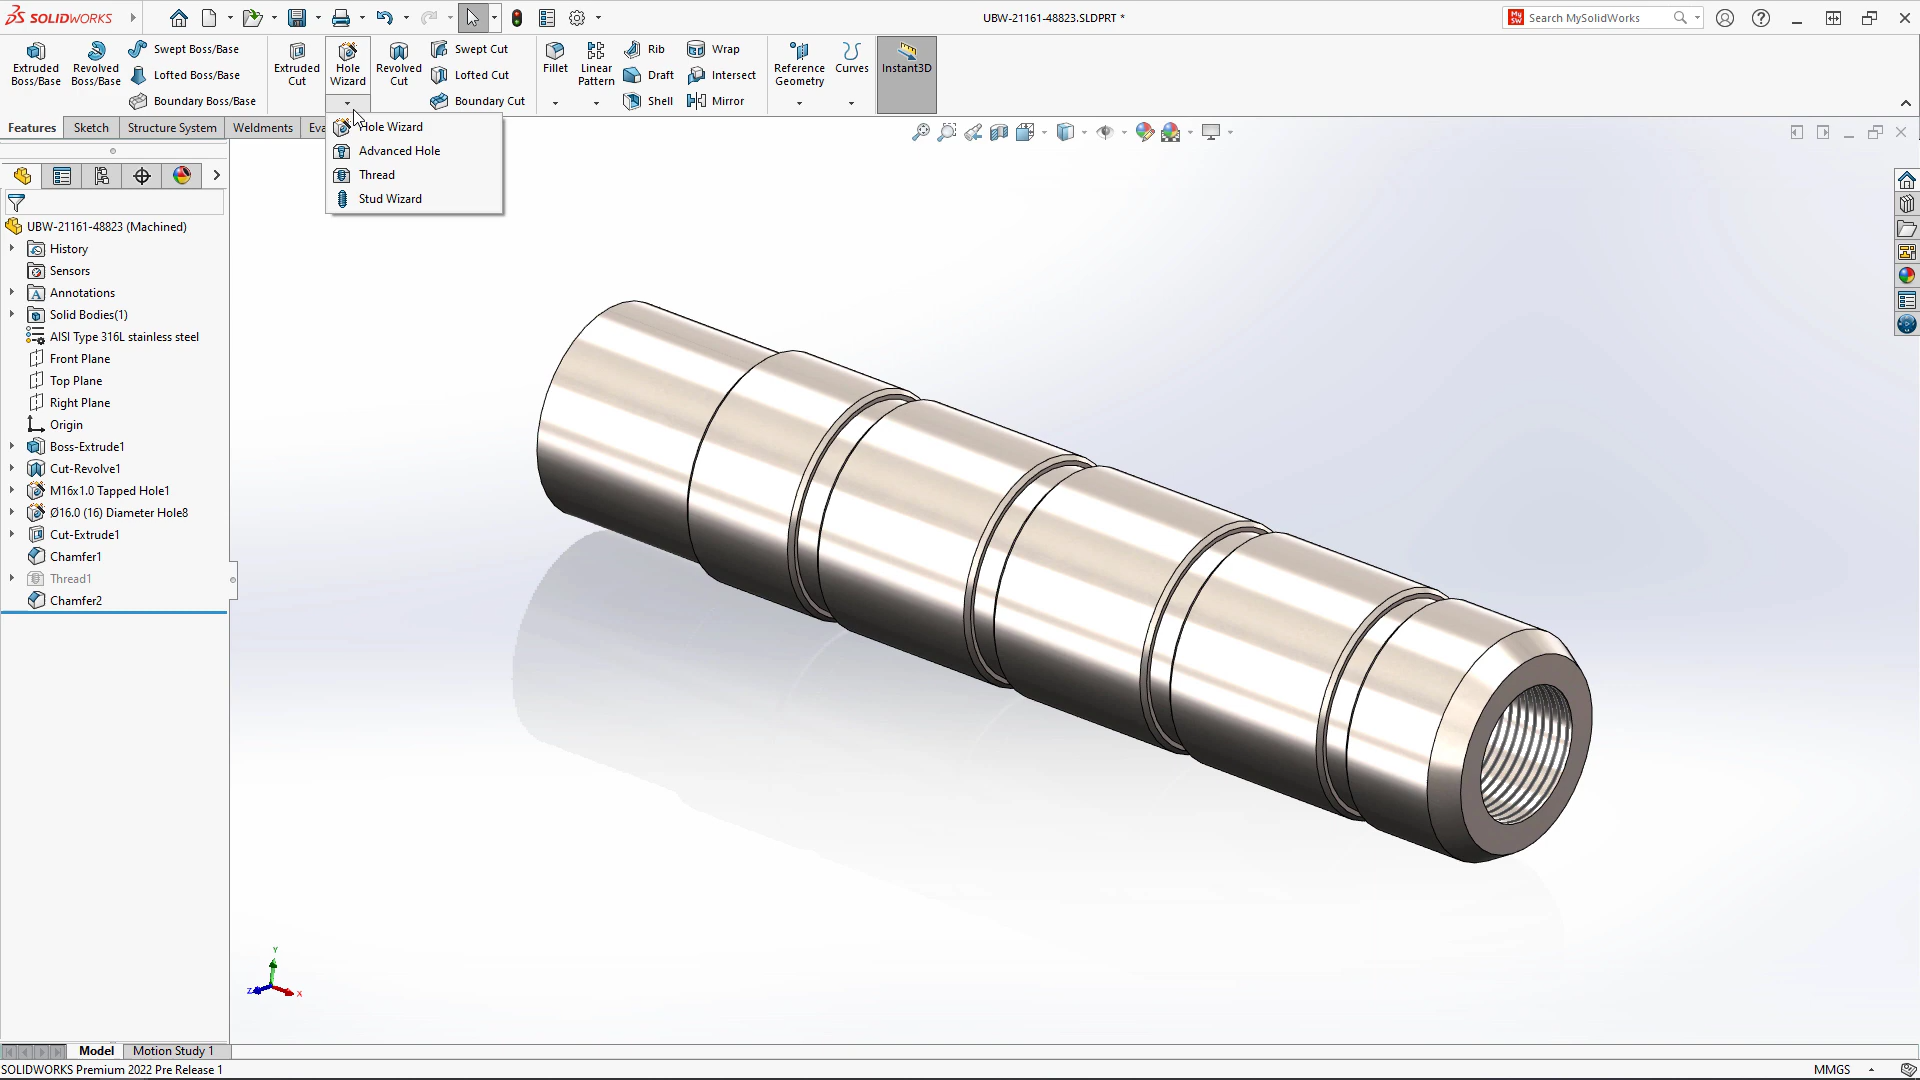 SOLIDWORKS
UBW-21161-48823.SLDPRT *
Search MySolidWorks
Extruded Boss/Base
Revolved Boss/Base
Swept Boss/Base
Lofted Boss/Base
Boundary Boss/Base
Extruded Cut
Hole Wizard
Revolved Cut
Swept Cut
Lofted Cut
Boundary Cut
Fillet
Linear Pattern
Rib
Draft
Shell
Wrap
Intersect
Mirror
Reference Geometry
Curves
Instant3D
Features
Sketch
Structure System
Weldments
Eva
Hole Wizard
Advanced Hole
Thread
Stud Wizard
UBW-21161-48823 (Machined)
History
Sensors
Annotations
Solid Bodies(1)
AISI Type 316L stainless steel
Front Plane
Top Plane
Right Plane
Origin
Boss-Extrude1
Cut-Revolve1
M16x1.0 Tapped Hole1
Ø16.0 (16) Diameter Hole8
Cut-Extrude1
Chamfer1
Thread1
Chamfer2
Y
Z
X
Model
Motion Study 1
SOLIDWORKS Premium 2022 Pre Release 1
MMGS